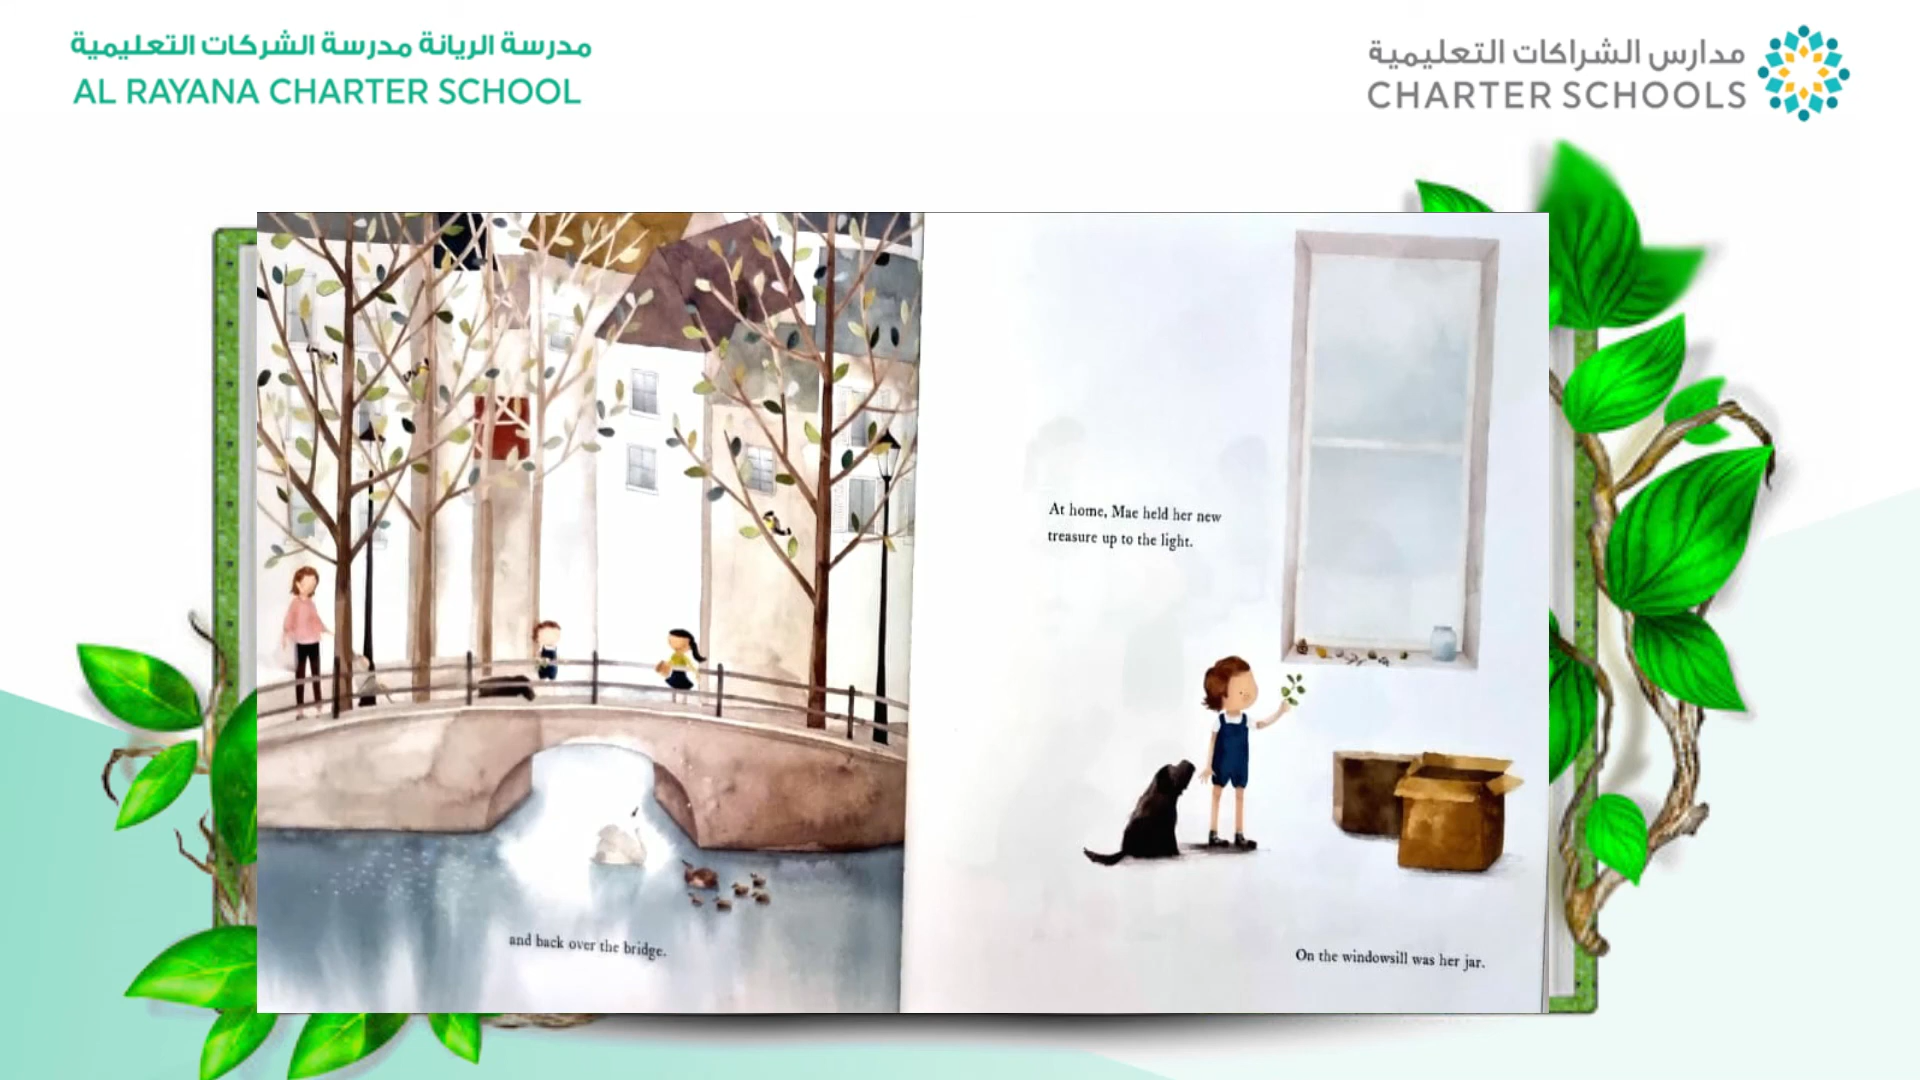 مدرسة الريانة مدرسة الشركات التعليمية
AL RAYANA CHARTER SCHOOL
مدارس الشراكات التعليمية
CHARTER SCHOOLS
and back over the bridge.
At home, Mae held her new
treasure up to the light.
On the windowsill was her jar.